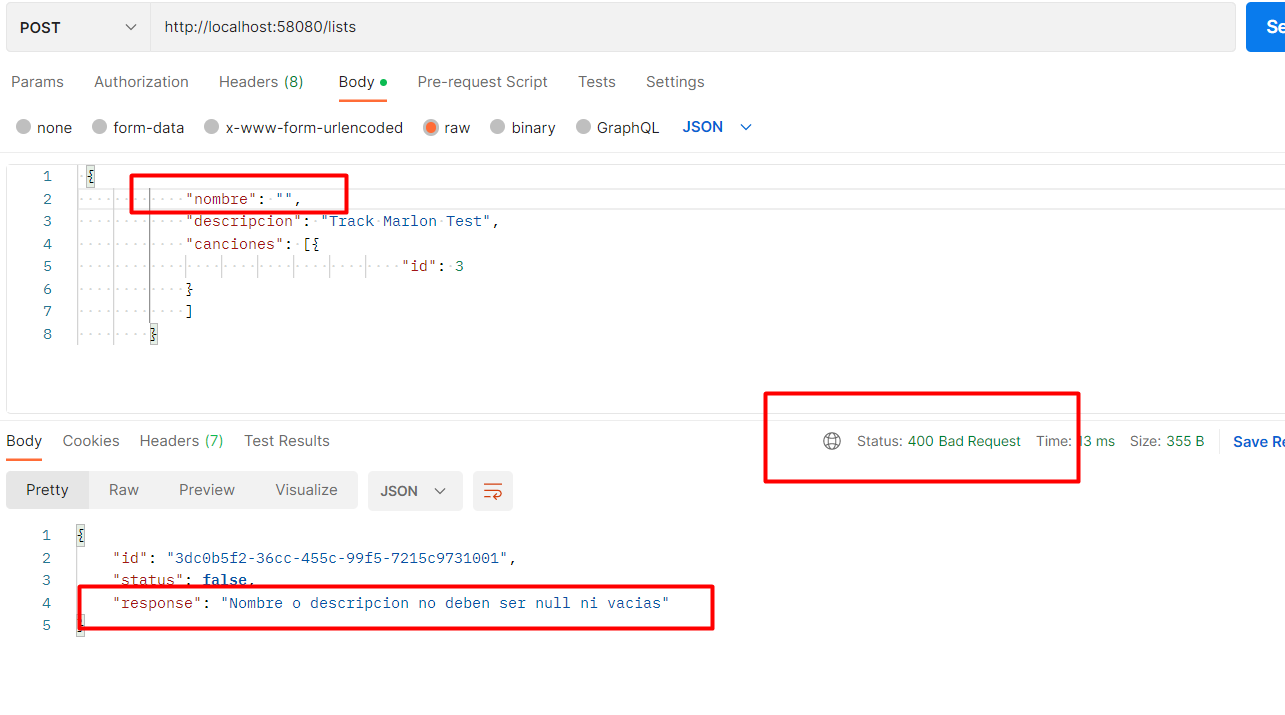 POST http://localhost:58080/lists Se
Params Authorization Headers (8) Body Pre-request Script Tests Settings
none form-data x-www-form-urlencoded raw binary GraphQL JSON
1 {
2 "nombre": "",
3 "descripcion": "Track Marlon Test",
4 "canciones": [{
5 "id": 3
6 }
7 ]
8 }
Body Cookies Headers (7) Test Results Status: 400 Bad Request Time: 13 ms Size: 355 B Save Re
Pretty Raw Preview Visualize JSON
1 {
2 "id": "3dc0b5f2-36cc-455c-99f5-7215c9731001",
3 "status": false,
4 "response": "Nombre o descripcion no deben ser null ni vacias"
5 }